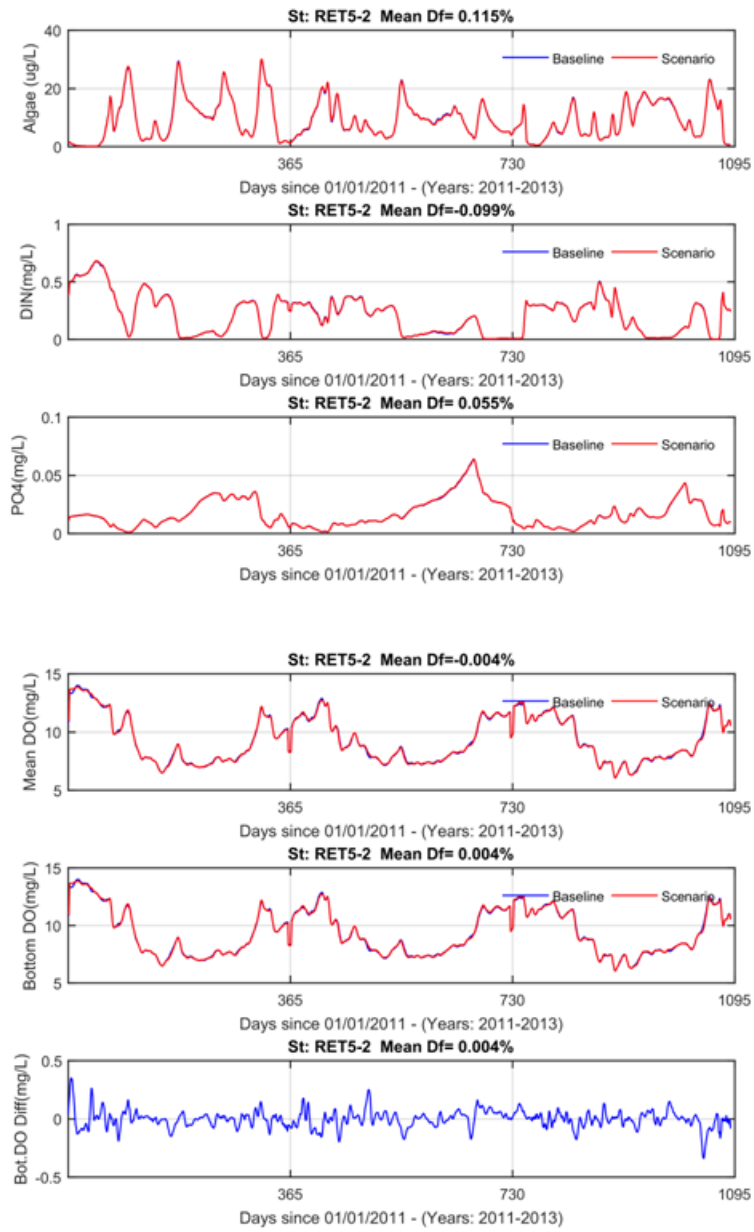 St: RET5-2 Mean Df= 0.115%
40
20
0
Algae (ug/L)
Baseline Scenario
365 730 1095
Days since 01/01/2011 - (Years: 2011-2013)
St: RET5-2 Mean Df=-0.099%
1
0.5
0
DIN(mg/L)
Baseline Scenario
365 730 1095
Days since 01/01/2011 - (Years: 2011-2013)
St: RET5-2 Mean Df= 0.055%
0.1
0.05
0
PO4(mg/L)
Baseline Scenario
365 730 1095
Days since 01/01/2011 - (Years: 2011-2013)
St: RET5-2 Mean Df=-0.004%
15
10
5
Mean DO(mg/L)
Baseline Scenario
365 730 1095
Days since 01/01/2011 - (Years: 2011-2013)
St: RET5-2 Mean Df= 0.004%
15
10
5
Bottom DO(mg/L)
Baseline Scenario
365 730 1095
Days since 01/01/2011 - (Years: 2011-2013)
St: RET5-2 Mean Df= 0.004%
0.5
0
-0.5
Bot.DO Diff(mg/L)
365 730 1095
Days since 01/01/2011 - (Years: 2011-2013)